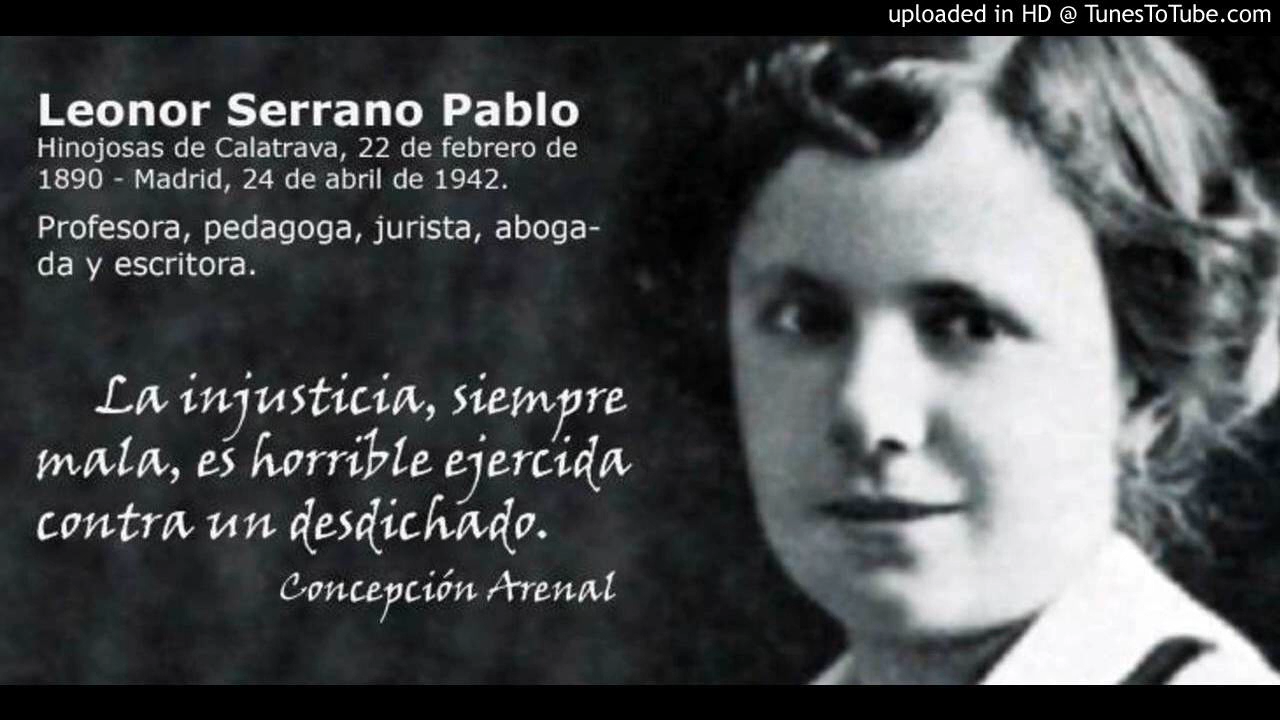 uploaded in HD @ TunesToTube.com
Leonor Serrano Pablo
Hinojosas de Calatrava, 22 de febrero de
1890 - Madrid, 24 de abril de 1942.
Profesora, pedagoga, jurista, aboga-
da y escritora.
La injusticia, siempre
mala, es horrible ejercida
contra un desdichado.
Concepción Arenal